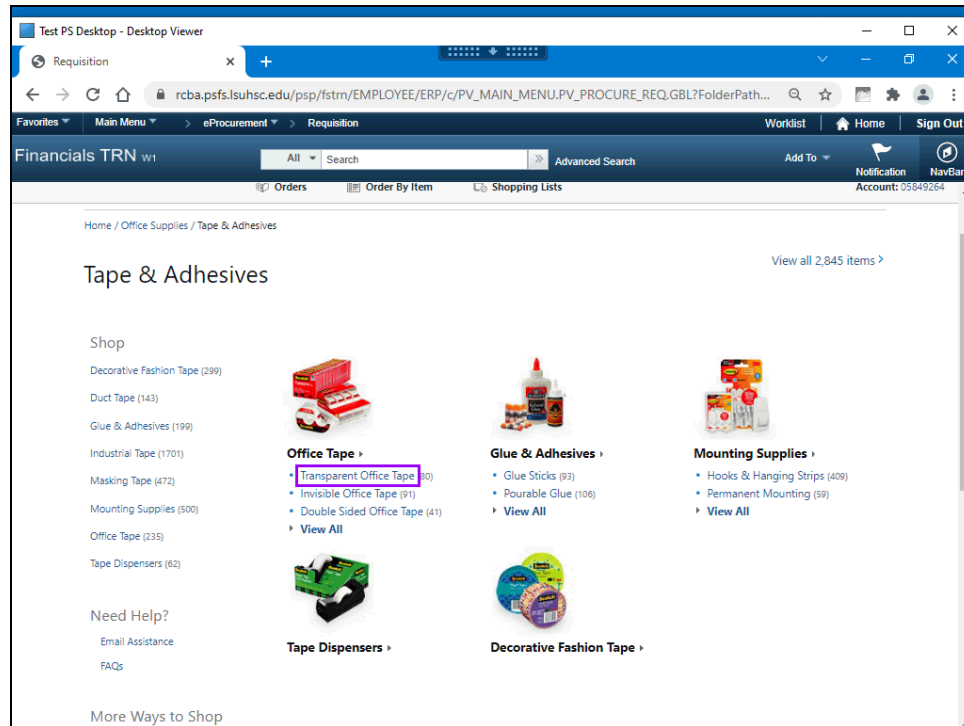 Test PS Desktop - Desktop Viewer
Requisition
rcba.psfs.lsuhsc.edu/psp/fstrn/EMPLOYEE/ERP/c/PV_MAIN_MENU.PV_PROCURE_REQ.GBL?FolderPath...
Favorites Main Menu > eProcurement > Requisition Worklist Home Sign Out
Financials TRN W1 All Search Advanced Search Add To Notification NavBar
Orders Order By Item Shopping Lists Account: 05849264
Home / Office Supplies / Tape & Adhesives
View all 2,845 items >
Tape & Adhesives
Shop
Decorative Fashion Tape (299)
Duct Tape (143)
Glue & Adhesives (199)
Industrial Tape (1701)
Masking Tape (472)
Mounting Supplies (500)
Office Tape (235)
Tape Dispensers (62)
Need Help?
Email Assistance
FAQs
More Ways to Shop
Office Tape
• Transparent Office Tape (80)
• Invisible Office Tape (91)
• Double Sided Office Tape (41)
View All
Glue & Adhesives
• Glue Sticks (93)
• Pourable Glue (106)
View All
Mounting Supplies
• Hooks & Hanging Strips (409)
• Permanent Mounting (59)
View All
Tape Dispensers
Decorative Fashion Tape